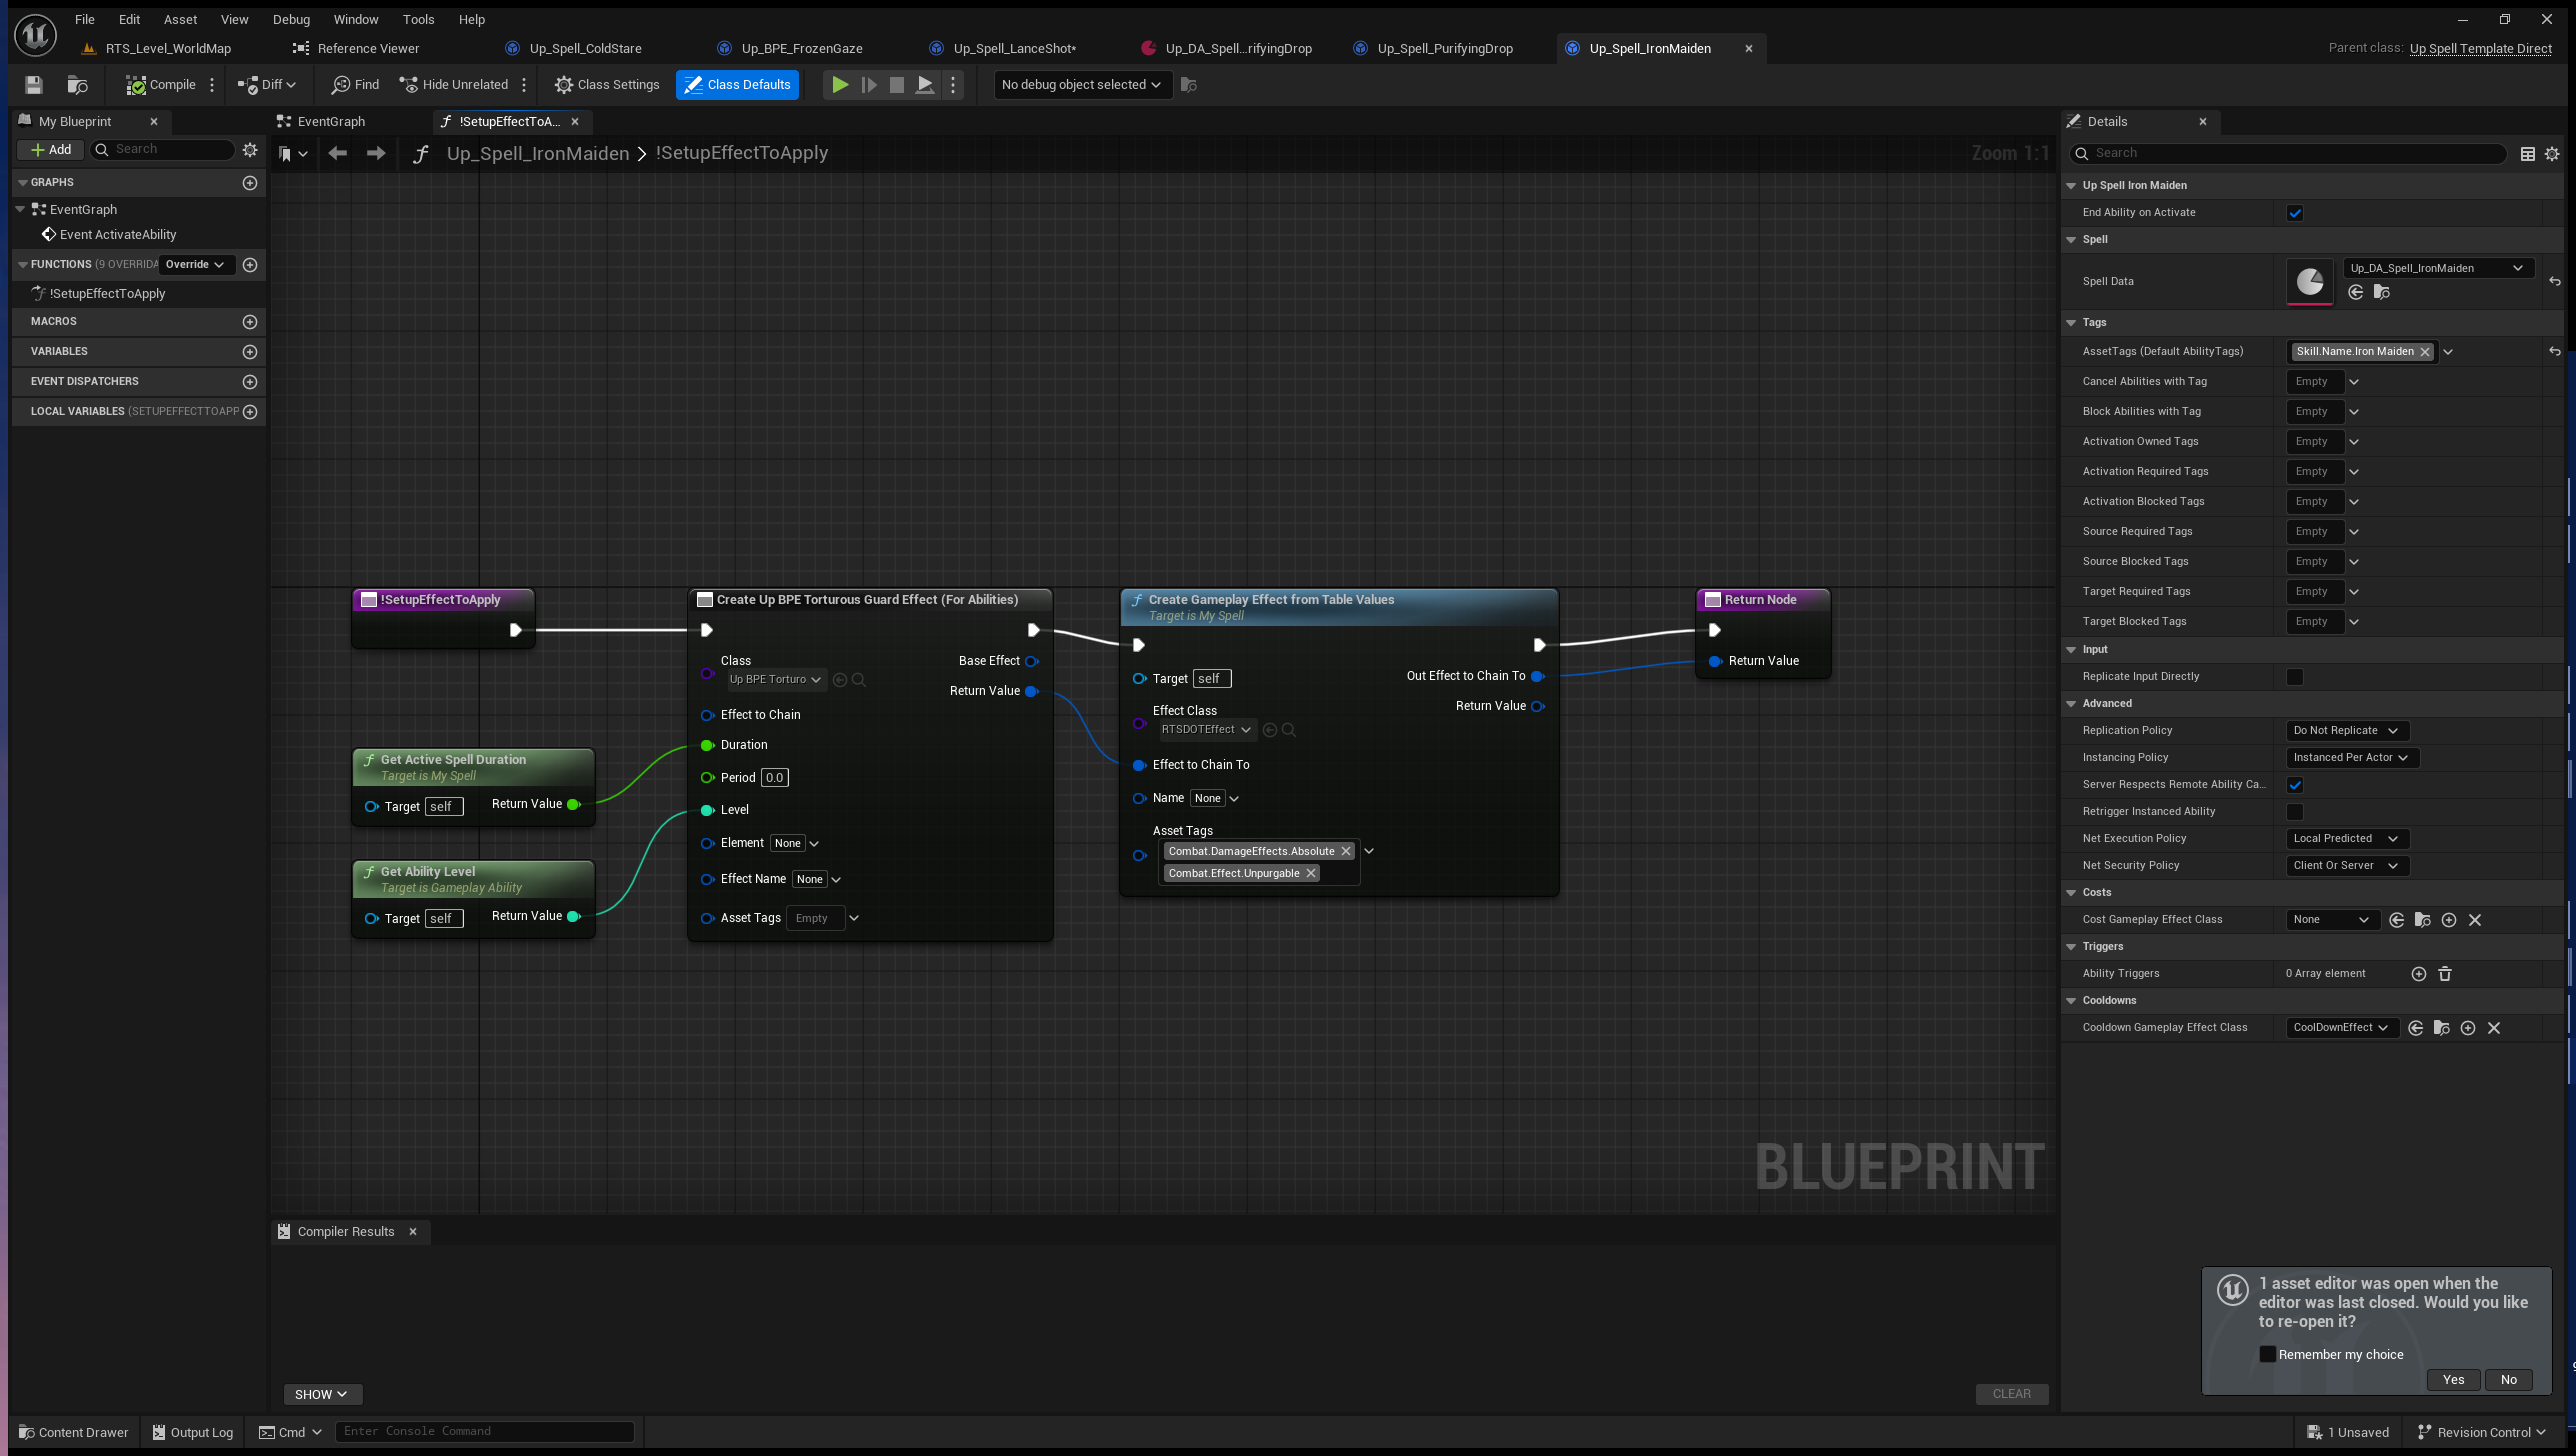 File Edit Asset View Debug Window Tools Help
RTS_Level_WorldMap Reference Viewer Up_Spell_ColdStare Up_BPE_FrozenGaze Up_Spell_LanceShot* Up_DA_Spell...rifyingDrop Up_Spell_PurifyingDrop Up_Spell_IronMaiden Parent class: Up Spell Template Direct
Compile Diff Find Hide Unrelated Class Settings Class Defaults No debug object selected
My Blueprint
Add Search
GRAPHS
EventGraph
Event ActivateAbility
FUNCTIONS (9 OVERRIDA Override
!SetupEffectToApply
MACROS
VARIABLES
EVENT DISPATCHERS
LOCAL VARIABLES (SETUPEFFECTTOAPP
EventGraph !SetupEffectToA...
Up_Spell_IronMaiden > !SetupEffectToApply Zoom 1:1
!SetupEffectToApply
Get Active Spell Duration
Target is My Spell
Target self Return Value
Get Ability Level
Target is Gameplay Ability
Target self Return Value
Create Up BPE Torturous Guard Effect (For Abilities)
Class Base Effect
Up BPE Torturo
Return Value
Effect to Chain
Duration
Period 0.0
Level
Element None
Effect Name None
Asset Tags Empty
Create Gameplay Effect from Table Values
Target is My Spell
Target self Out Effect to Chain To
Effect Class Return Value
RTSDOTEffect
Effect to Chain To
Name None
Asset Tags
Combat.DamageEffects.Absolute
Combat.Effect.Unpurgable
Return Node
Return Value
BLUEPRINT
Compiler Results
SHOW CLEAR
Details
Search
Up Spell Iron Maiden
End Ability on Activate
Spell
Spell Data Up_DA_Spell_IronMaiden
Tags
AssetTags (Default AbilityTags) Skill.Name.Iron Maiden
Cancel Abilities with Tag Empty
Block Abilities with Tag Empty
Activation Owned Tags Empty
Activation Required Tags Empty
Activation Blocked Tags Empty
Source Required Tags Empty
Source Blocked Tags Empty
Target Required Tags Empty
Target Blocked Tags Empty
Input
Replicate Input Directly
Advanced
Replication Policy Do Not Replicate
Instancing Policy Instanced Per Actor
Server Respects Remote Ability Ca...
Retrigger Instanced Ability
Net Execution Policy Local Predicted
Net Security Policy Client Or Server
Costs
Cost Gameplay Effect Class None
Triggers
Ability Triggers 0 Array element
Cooldowns
Cooldown Gameplay Effect Class CoolDownEffect
1 asset editor was open when the
editor was last closed. Would you like
to re-open it?
Remember my choice
Yes No
Content Drawer Output Log Cmd Enter Console Command 1 Unsaved Revision Control